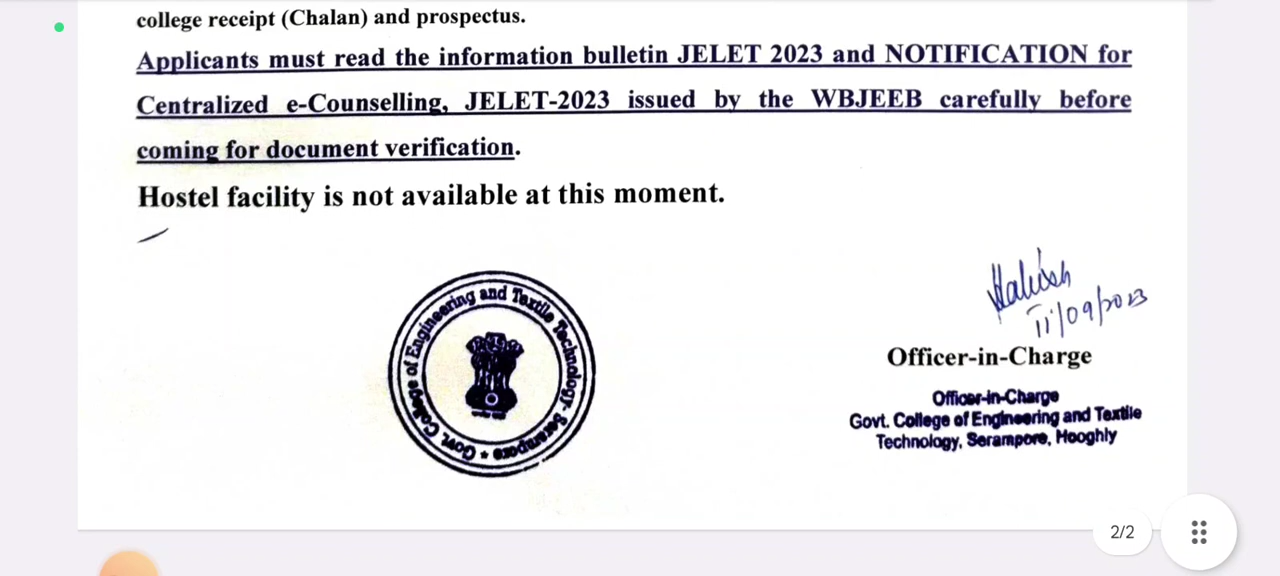 college receipt (Chalan) and prospectus.
Applicants must read the information bulletin JELET 2023 and NOTIFICATION for
Centralized e-Counselling, JELET-2023 issued by the WBJEEB carefully before
coming for document verification.
Hostel facility is not available at this moment.
Govt. College of Engineering and Textile Technology- Serampore ★
11/09/2023
Officer-in-Charge
Officer-in-Charge
Govt. College of Engineering and Textile
Technology, Serampore, Hooghly
2/2